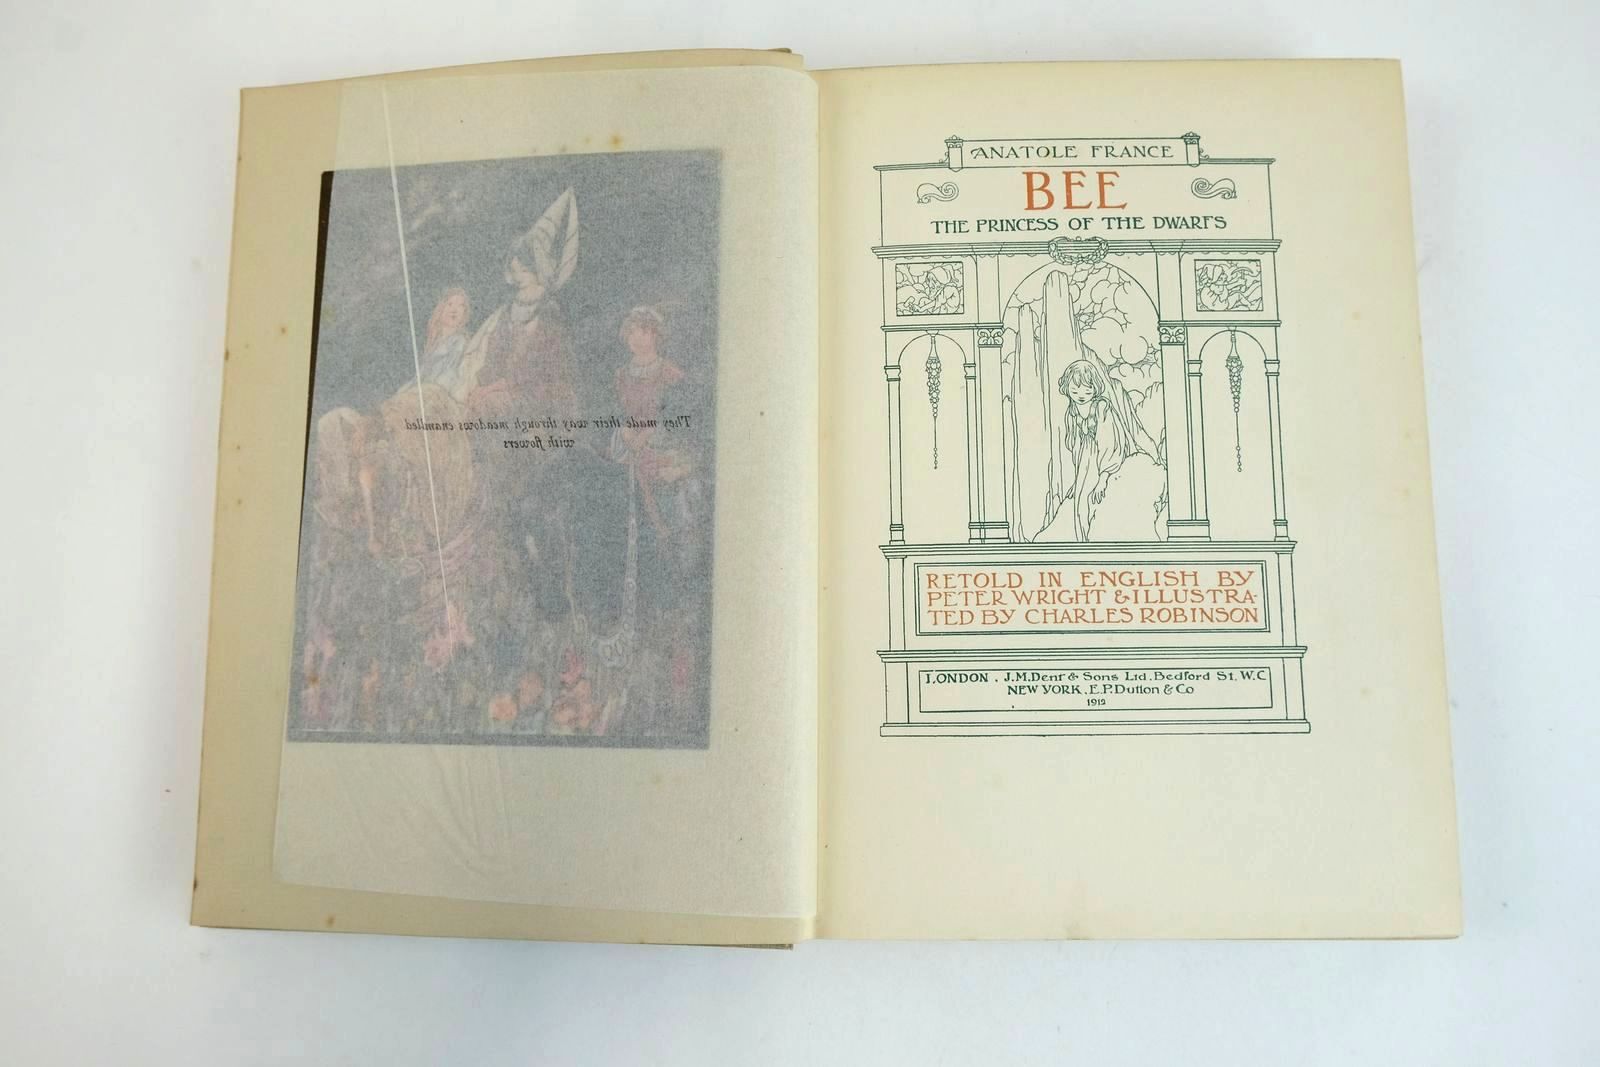 They made their way through meadows enamelled
with flowers
ANATOLE FRANCE
BEE
THE PRINCESS OF THE DWARFS
RETOLD IN ENGLISH BY
PETER WRIGHT & ILLUSTRA-
TED BY CHARLES ROBINSON
LONDON . J.M.Dent & Sons Ltd. Bedford St. W.C
NEW YORK . E.P.Dutton & Co
1912